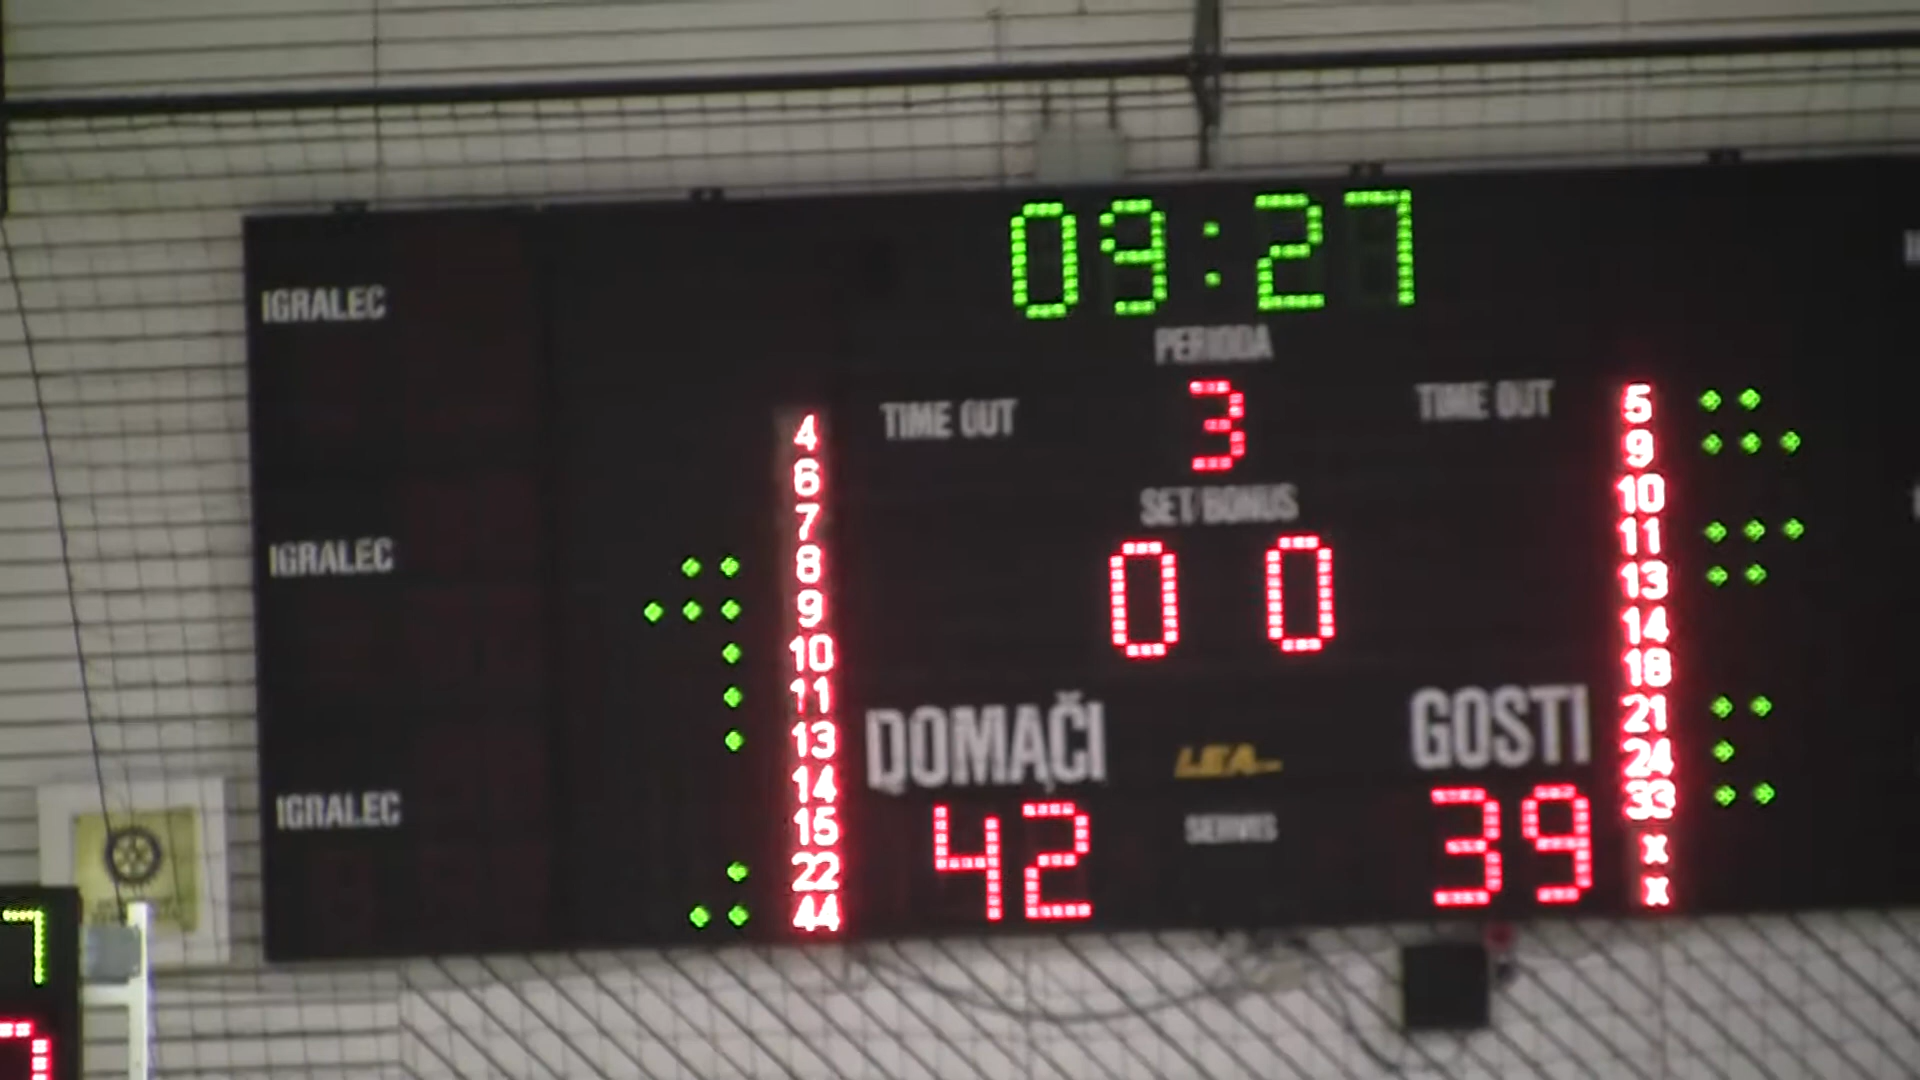 09:27
IGRALEC
PERIODA
3
TIME OUT
TIME OUT
SET/BONUS
0 0
IGRALEC
DOMAČI
GOSTI
LEA
SERVIS
42
39
IGRALEC
4
6
7
8
9
10
11
13
14
15
22
44
5
9
10
11
13
14
18
21
24
33
x
x